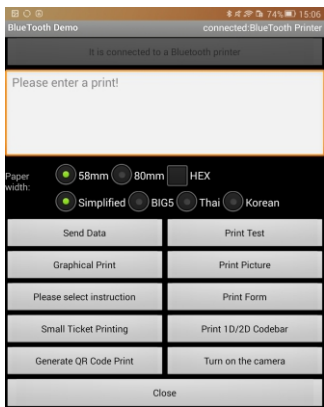 74% 15:06
BlueTooth Demo connected:BlueTooth Printer
It is connected to a Bluetooth printer
Please enter a print!
Paper width: 58mm 80mm HEX
Simplified BIG5 Thai Korean
Send Data Print Test
Graphical Print Print Picture
Please select instruction Print Form
Small Ticket Printing Print 1D/2D Codebar
Generate QR Code Print Turn on the camera
Close